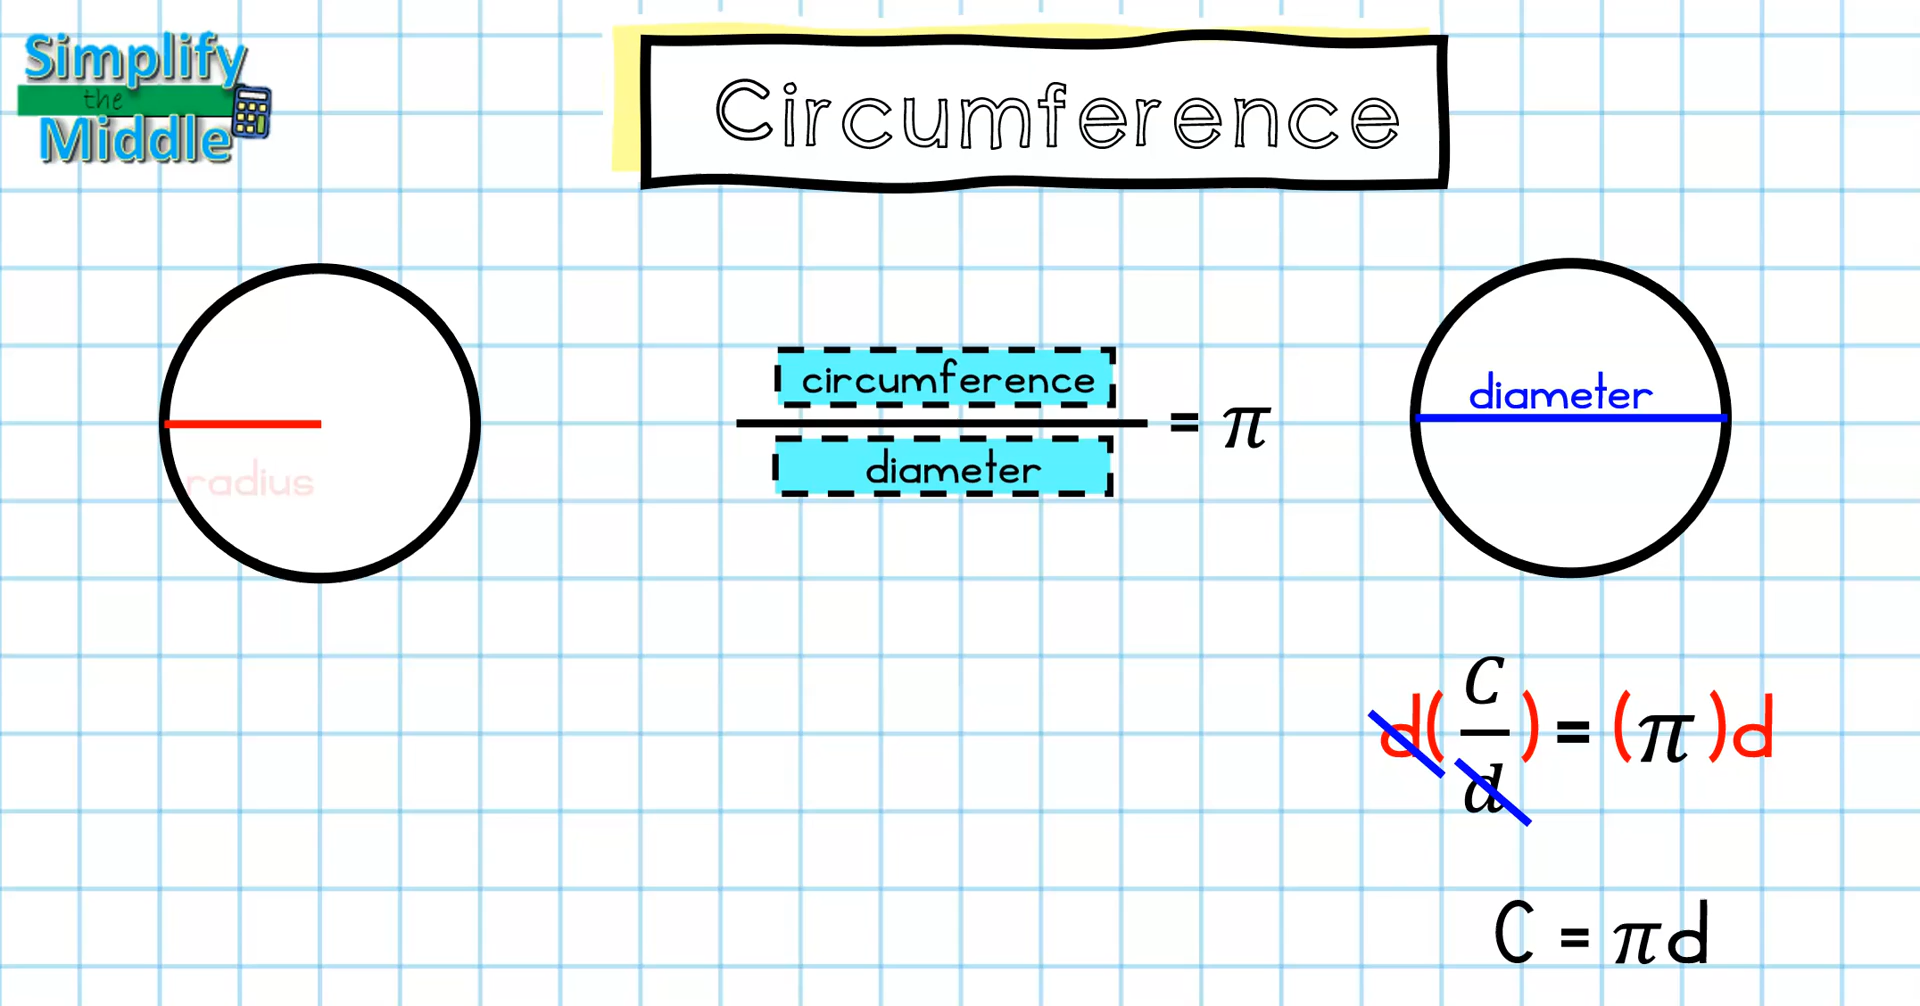 Simplify
the
Middle
Circumference
radius
circumference
diameter
= π
diameter
d(C/d) = (π)d
C = πd